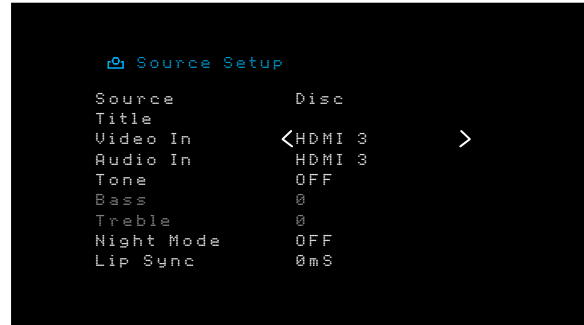 Source Setup
Source Disc
Title
Video In <HDMI 3 >
Audio In HDMI 3
Tone OFF
Bass 0
Treble 0
Night Mode OFF
Lip Sync 0mS